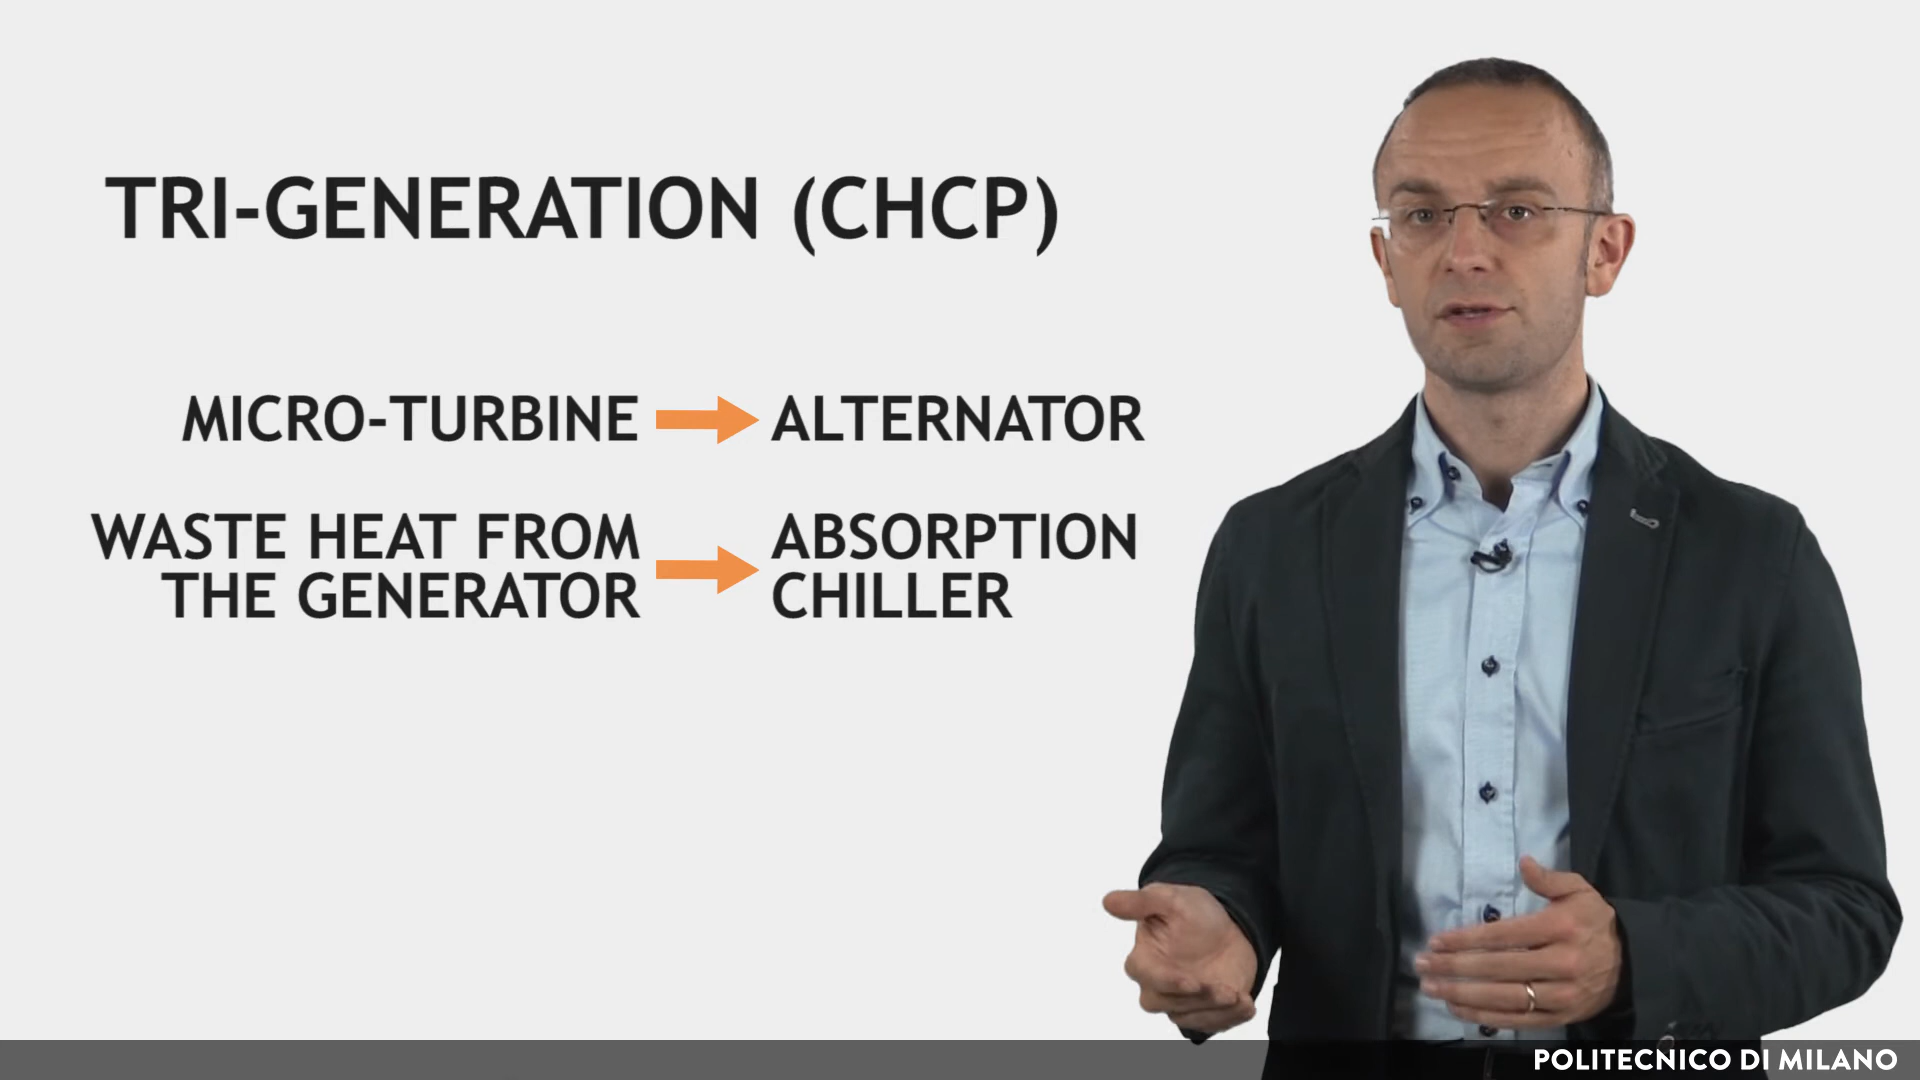 TRI-GENERATION (CHCP)
MICRO-TURBINE
ALTERNATOR
WASTE HEAT FROM
THE GENERATOR
ABSORPTION
CHILLER
POLITECNICO DI MILANO